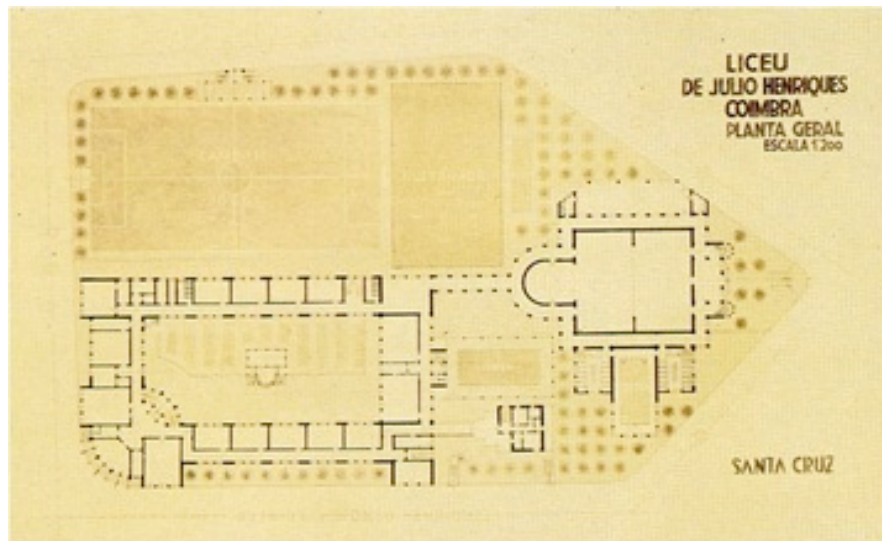 LICEU
DE JULIO HENRIQUES
COIMBRA
PLANTA GERAL
ESCALA 1:200
SANTA CRUZ